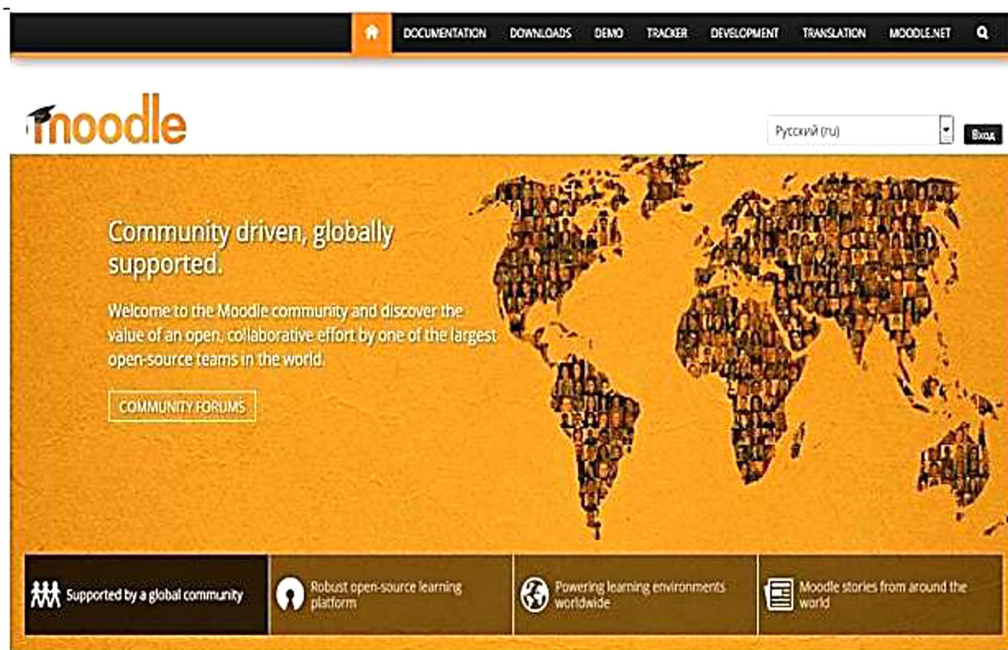 DOCUMENTATION DOWNLOADS DEMO TRACKER DEVELOPMENT TRANSLATION MOODLE.NET
moodle
Русский (ru)
Вход
Community driven, globally
supported.
Welcome to the Moodle community and discover the
value of an open, collaborative effort by one of the largest
open-source teams in the world.
COMMUNITY FORUMS
Supported by a global community
Robust open-source learning
platform
Powering learning environments
worldwide
Moodle stories from around the
world